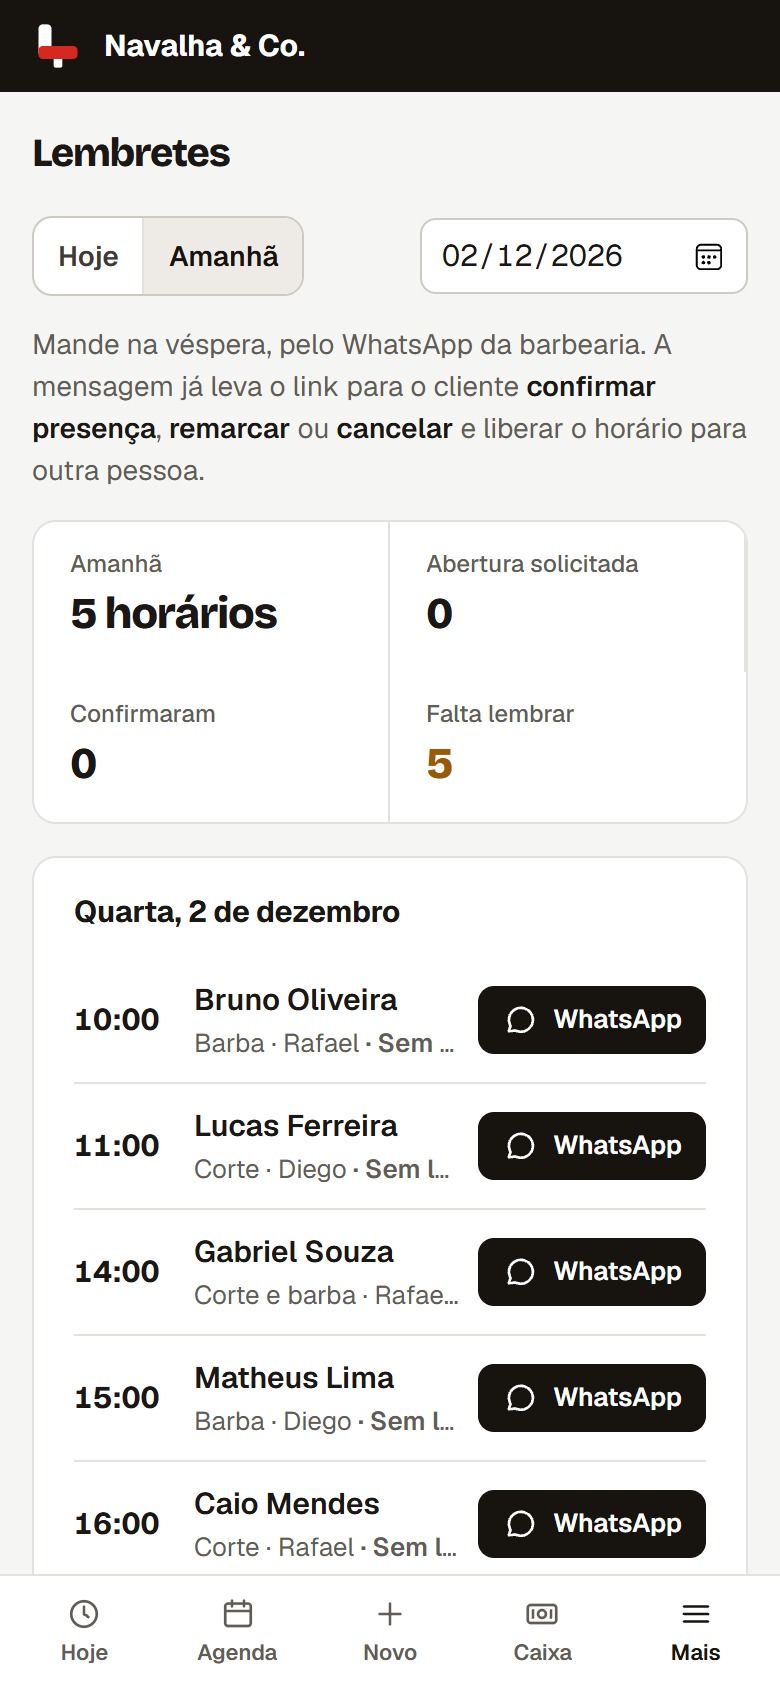 Navalha & Co.
Lembretes
Hoje
Amanhã
02/12/2026
Mande na véspera, pelo WhatsApp da barbearia. A
mensagem já leva o link para o cliente confirmar
presença, remarcar ou cancelar e liberar o horário para
outra pessoa.
Amanhã
5 horários
Abertura solicitada
0
Confirmaram
0
Falta lembrar
5
Quarta, 2 de dezembro
10:00
Bruno Oliveira
Barba · Rafael · Sem ...
WhatsApp
11:00
Lucas Ferreira
Corte · Diego · Sem l...
WhatsApp
14:00
Gabriel Souza
Corte e barba · Rafae...
WhatsApp
15:00
Matheus Lima
Barba · Diego · Sem l...
WhatsApp
16:00
Caio Mendes
Corte · Rafael · Sem l...
WhatsApp
Hoje
Agenda
Novo
Caixa
Mais